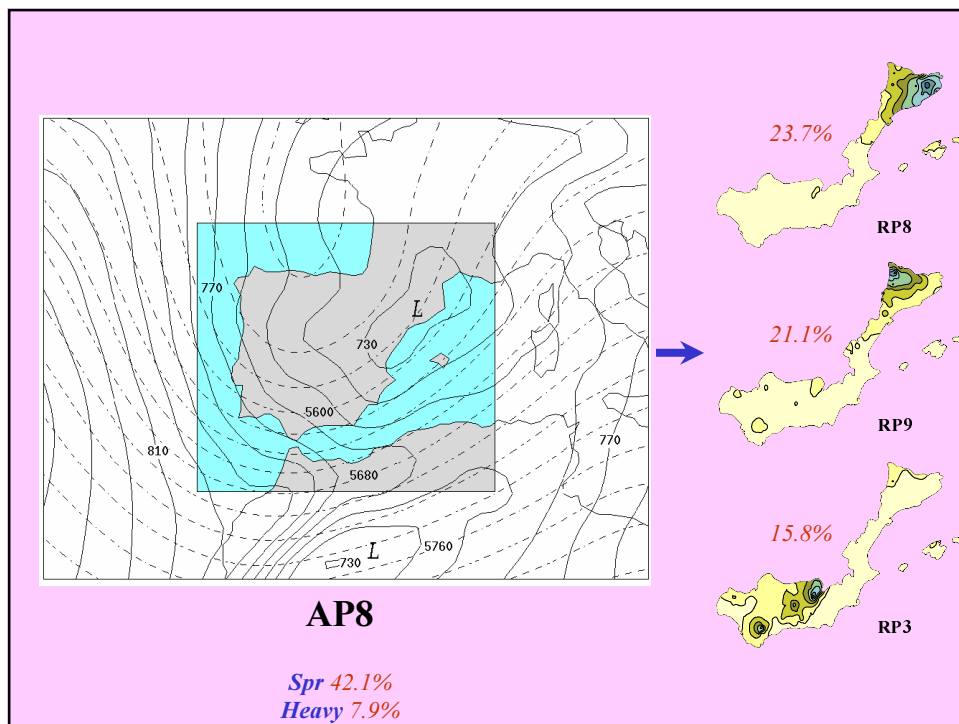 23.7%
RP8
770
L
730
21.1%
5600
RP9
810
770
5680
15.8%
L
5760
730
AP8
RP3
Spr 42.1%
Heavy 7.9%